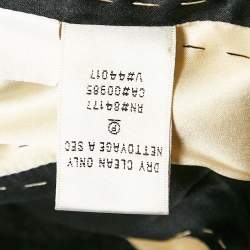 DRY CLEAN ONLY
NETTOYAGE A SEC
P
RN#84177
CA#00985
V#44017